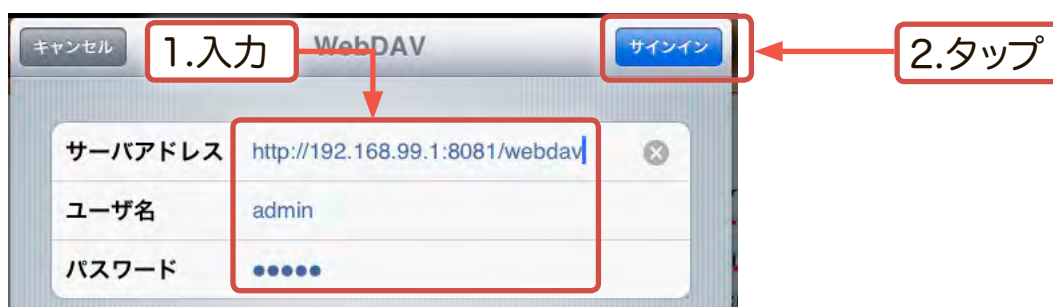 キャンセル
1.入力
WebDAV
サインイン
2.タップ
サーバアドレス http://192.168.99.1:8081/webdav
ユーザ名 admin
パスワード ●●●●●